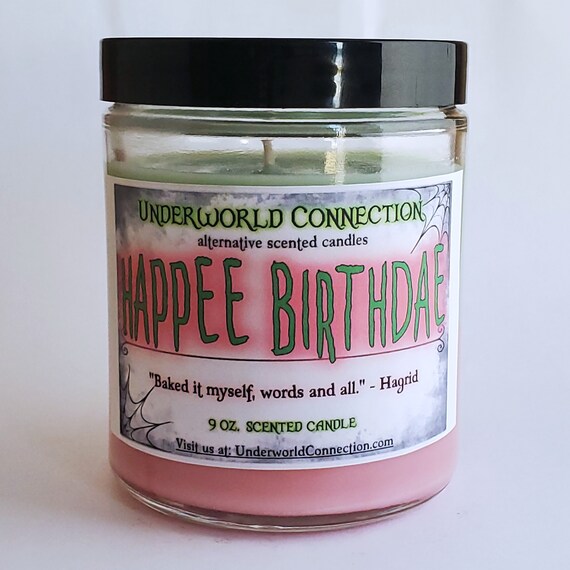 UNDERWORLD CONNECTION
alternative scented candles
HAPPEE BIRTHDAE
"Baked it myself, words and all." - Hagrid
9 OZ. SCENTED CANDLE
Visit us at: UnderworldConnection.com